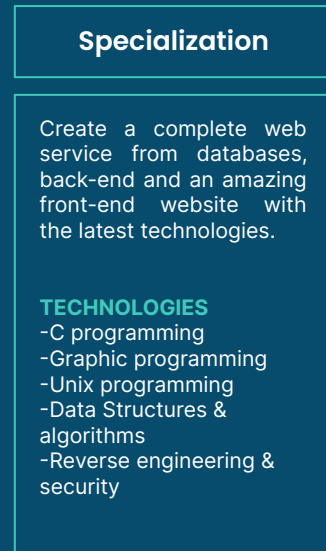 Specialization
Create a complete web
service from databases,
back-end and an amazing
front-end website with
the latest technologies.
TECHNOLOGIES
-C programming
-Graphic programming
-Unix programming
-Data Structures &
algorithms
-Reverse engineering &
security